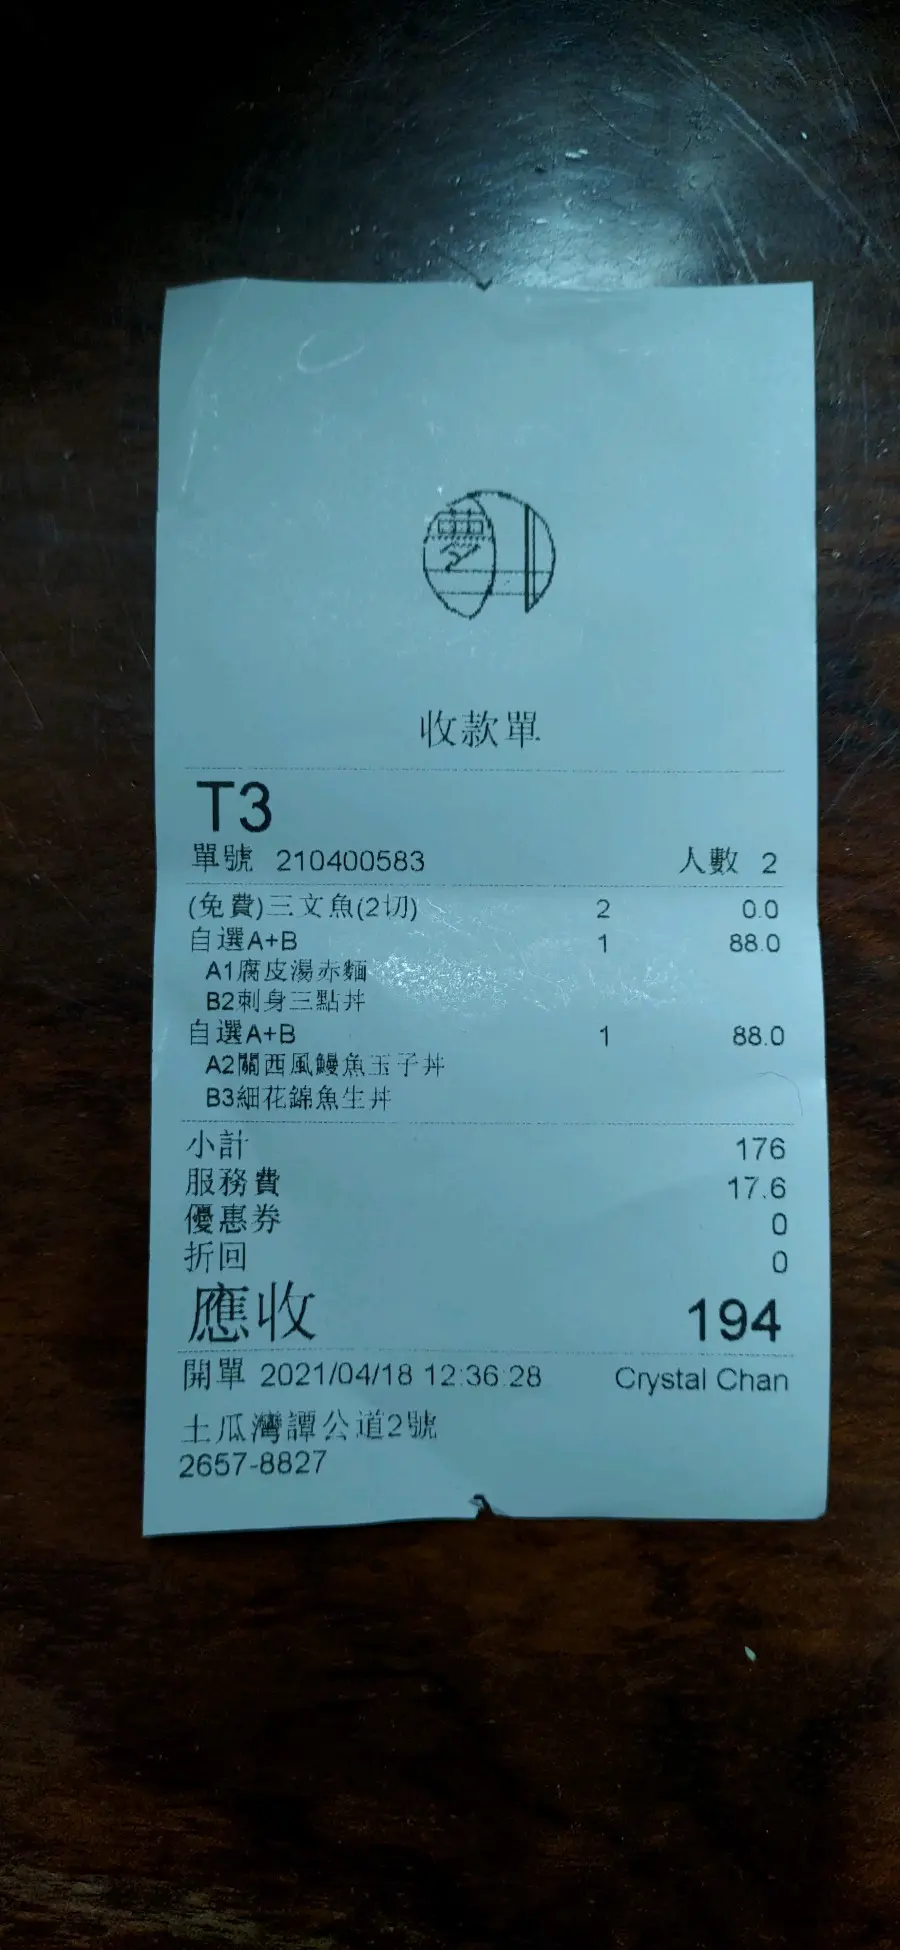 夢
收款單
T3
單號 210400583 人數 2
(免費)三文魚(2切) 2 0.0
自選A+B 1 88.0
A1腐皮湯赤麵
B2刺身三點丼
自選A+B 1 88.0
A2關西風鰻魚玉子丼
B3細花錦魚生丼
小計 176
服務費 17.6
優惠券 0
折回 0
應收 194
開單 2021/04/18 12:36:28 Crystal Chan
土瓜灣譚公道2號
2657-8827